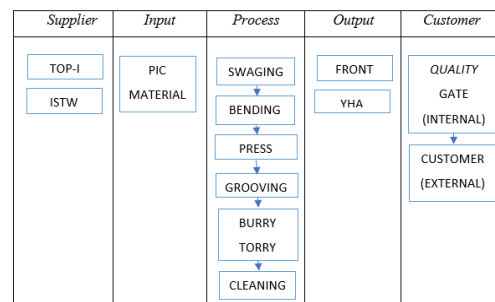 Supplier Input Process Output Customer
TOP-I
ISTW
PIC
MATERIAL
SWAGING
BENDING
PRESS
GROOVING
BURRY
TORRY
CLEANING
FRONT
YHA
QUALITY
GATE
(INTERNAL)
CUSTOMER
(EXTERNAL)